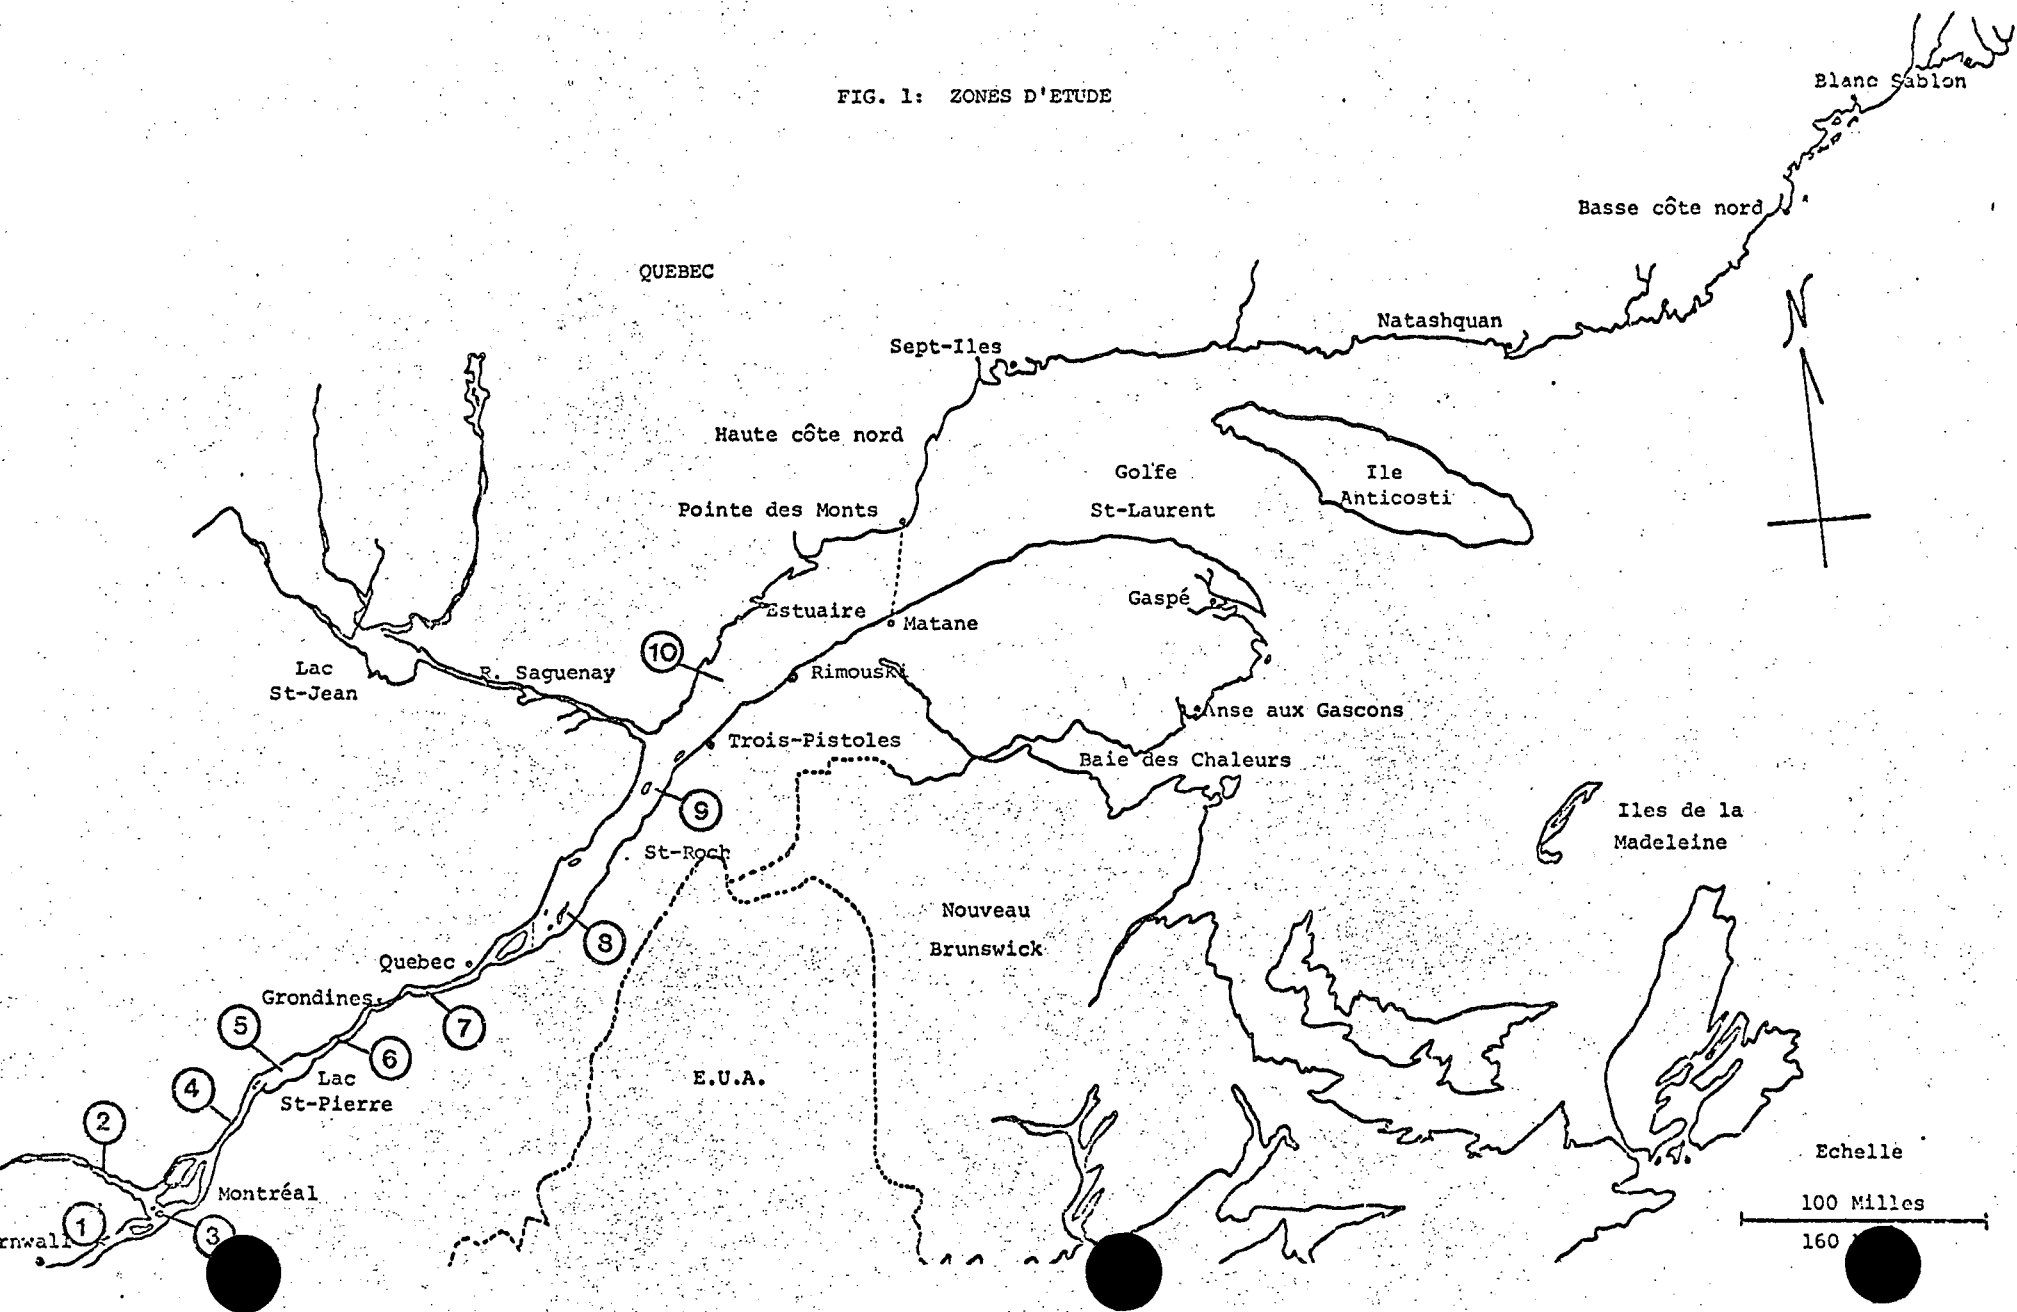 FIG. 1: ZONES D'ETUDE
Blanc Sablon
Basse côte nord
QUEBEC
N
Natashquan
Sept-Iles
Haute côte nord
Golfe
St-Laurent
Ile
Anticosti
Pointe des Monts
Gaspé
Estuaire
Matane
10
Lac
St-Jean
R. Saguenay
Rimouski
Anse aux Gascons
Trois-Pistoles
Baie des Chaleurs
9
Iles de la
Madeleine
St-Roch
Nouveau
Brunswick
8
Quebec
Grondines
7
5
6
Lac
St-Pierre
E.U.A.
4
2
Echelle
Montréal
100 Milles
1
3
160